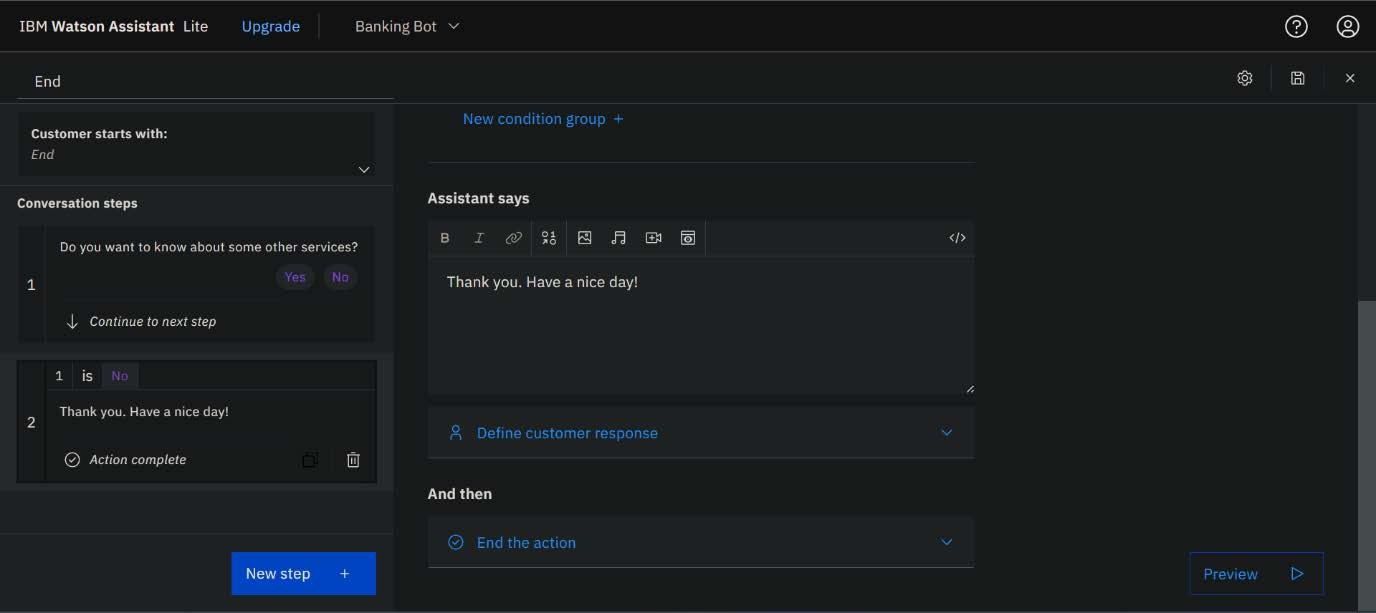 IBM Watson Assistant Lite Upgrade Banking Bot
End
Customer starts with:
End
Conversation steps
1
Do you want to know about some other services?
Yes No
Continue to next step
2
1 is No
Thank you. Have a nice day!
Action complete
New step +
New condition group +
Assistant says
B I </>
Thank you. Have a nice day!
Define customer response
And then
End the action
Preview